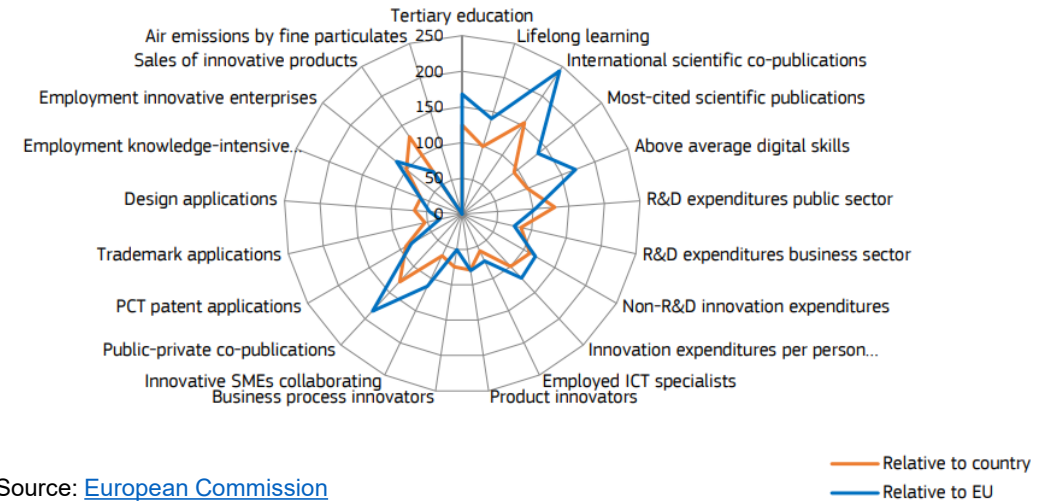 Tertiary education
Air emissions by fine particulates 250 Lifelong learning
Sales of innovative products 200 International scientific co-publications
Employment innovative enterprises 150 Most-cited scientific publications
Employment knowledge-intensive... 100 Above average digital skills
50
Design applications 0 R&D expenditures public sector
Trademark applications R&D expenditures business sector
PCT patent applications Non-R&D innovation expenditures
Public-private co-publications Innovation expenditures per person...
Innovative SMEs collaborating Employed ICT specialists
Business process innovators Product innovators
Relative to country
Source: European Commission Relative to EU